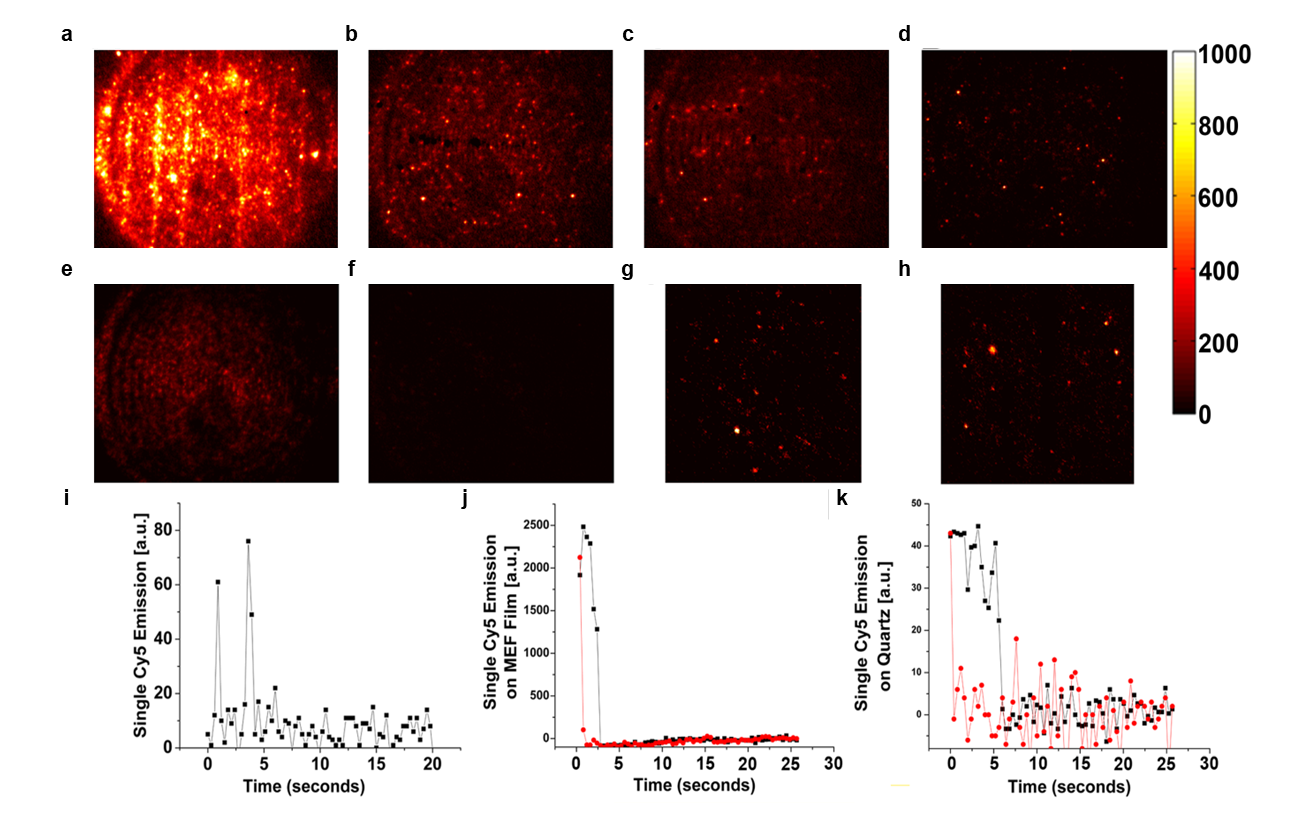 a b c d
1000
800
600
400
200
0
e f g h
i j k
Single Cy5 Emission [a.u.]
80
60
40
20
0
0 5 10 15 20
Time (seconds)
Single Cy5 Emission
on MEF Film [a.u.]
2500
2000
1500
1000
500
0
0 5 10 15 20 25 30
Time (seconds)
Single Cy5 Emission
on Quartz [a.u.]
50
40
30
20
10
0
0 5 10 15 20 25 30
Time (seconds)